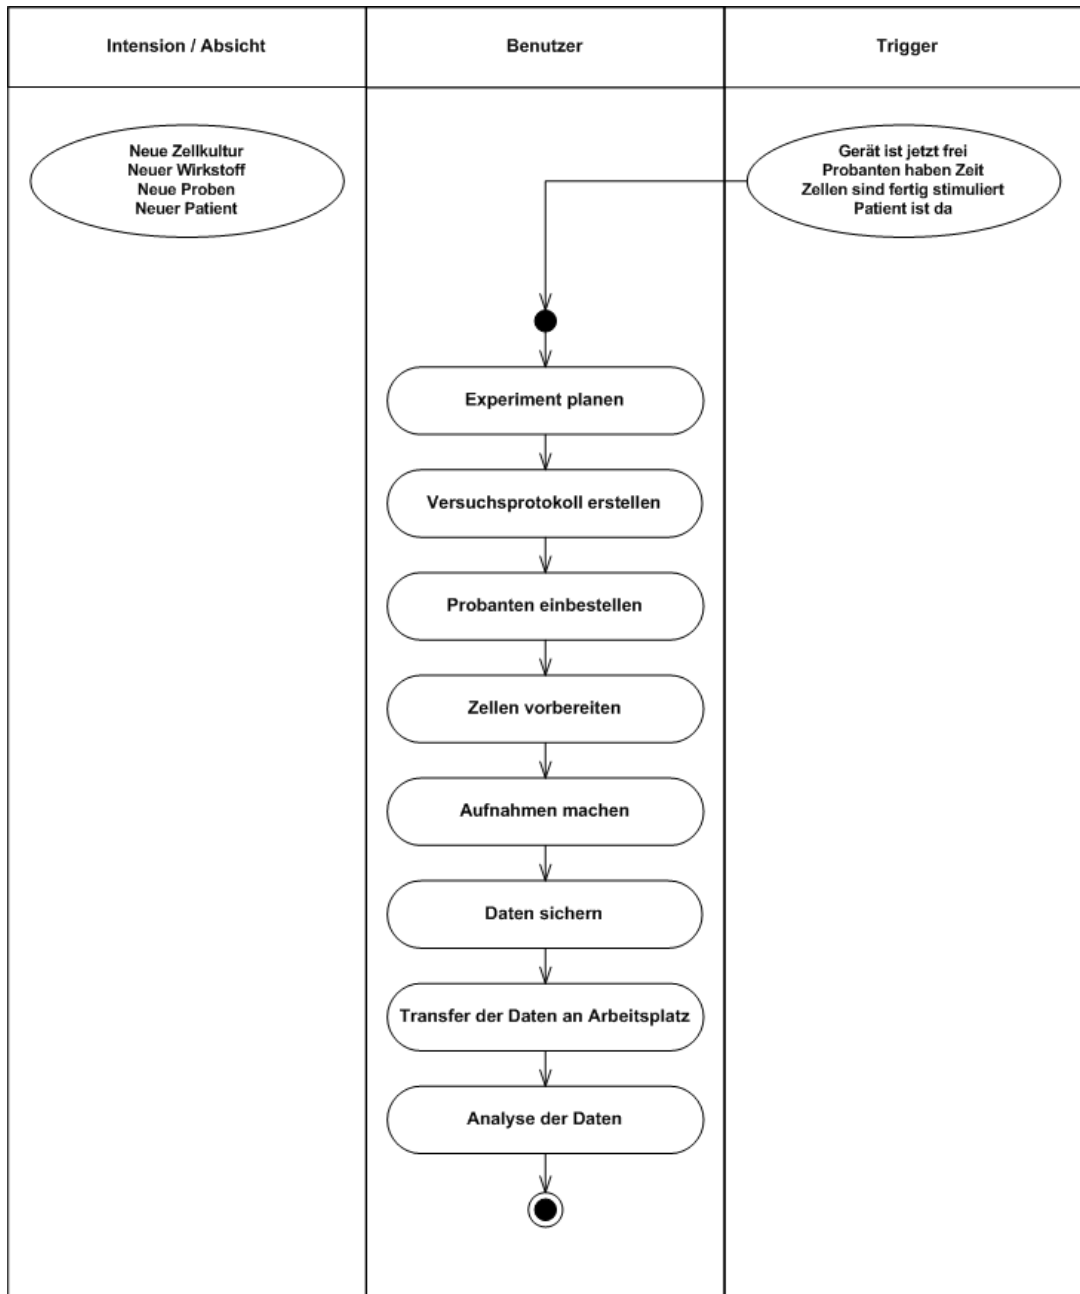 Intension / Absicht
Benutzer
Trigger
Neue Zellkultur
Neuer Wirkstoff
Neue Proben
Neuer Patient
Gerät ist jetzt frei
Probanten haben Zeit
Zellen sind fertig stimuliert
Patient ist da
Experiment planen
Versuchsprotokoll erstellen
Probanten einbestellen
Zellen vorbereiten
Aufnahmen machen
Daten sichern
Transfer der Daten an Arbeitsplatz
Analyse der Daten